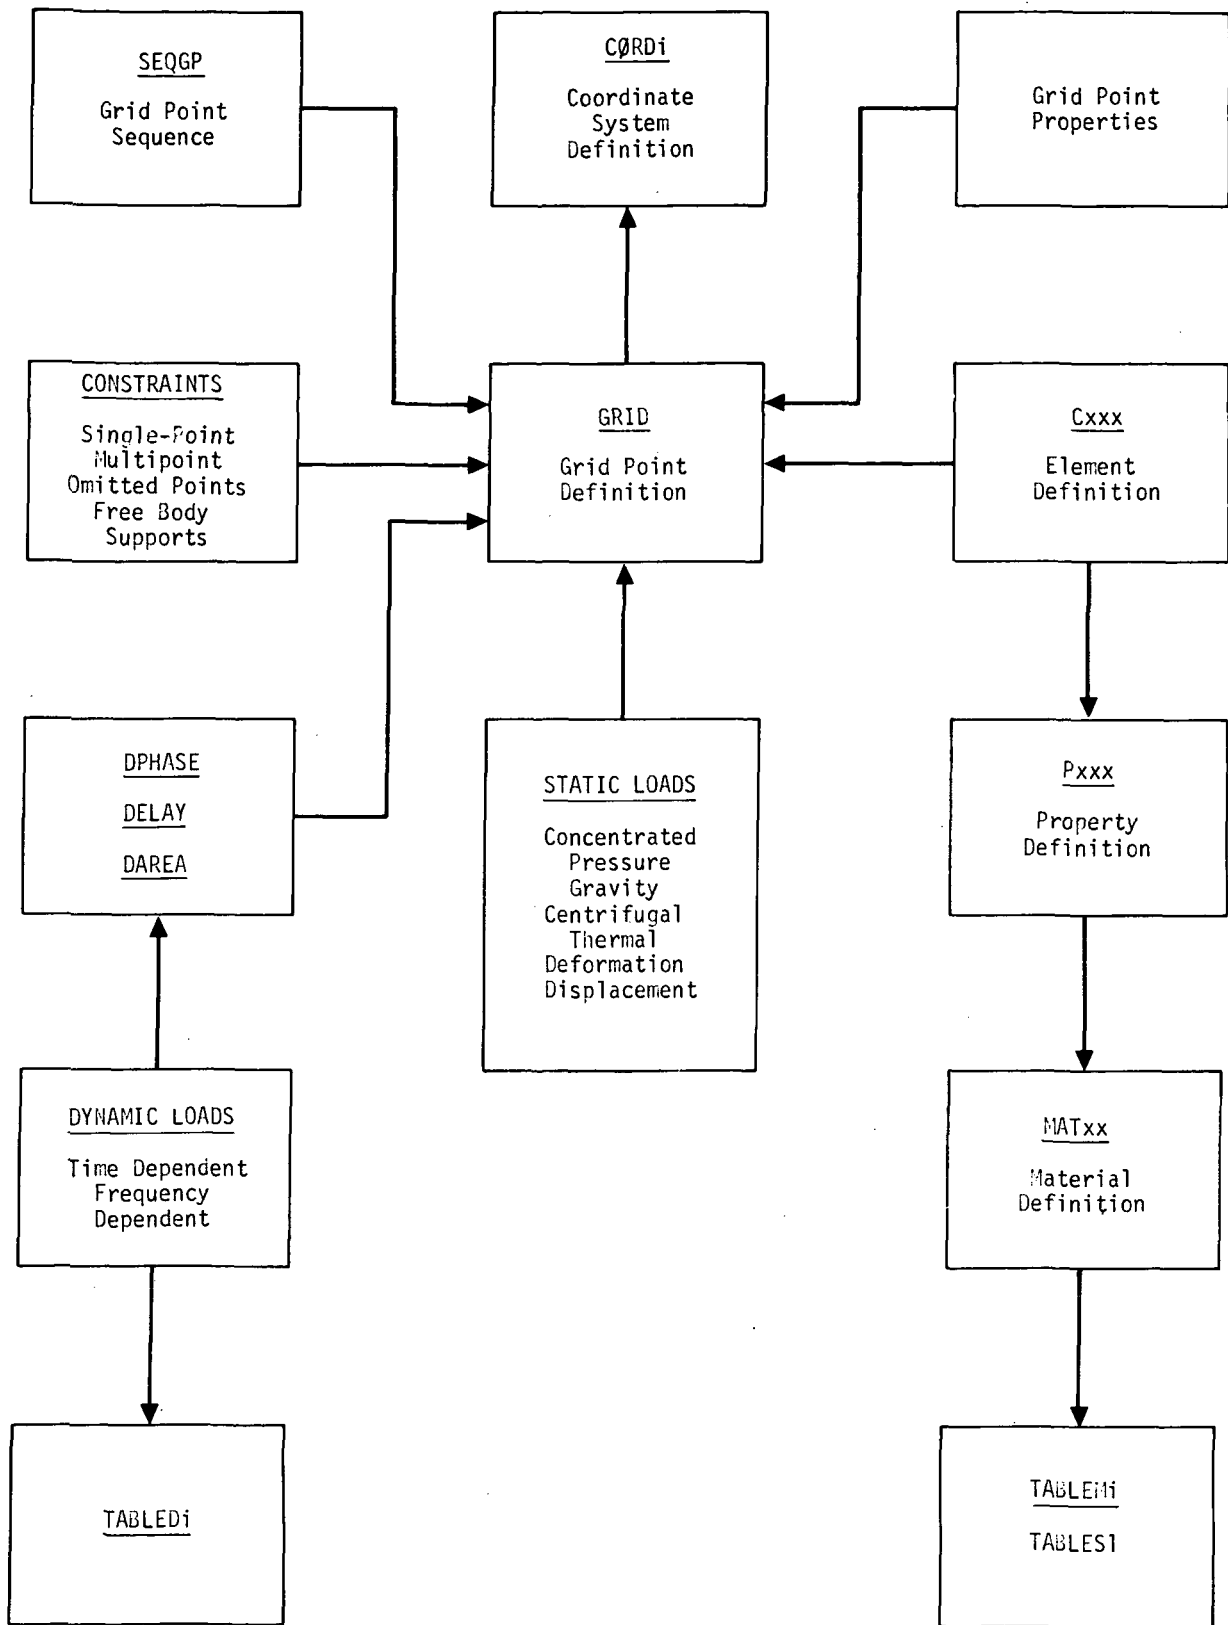 SEQGP
Grid Point
Sequence
CØRDi
Coordinate
System
Definition
Grid Point
Properties
CONSTRAINTS
Single-Point
Multipoint
Omitted Points
Free Body
Supports
GRID
Grid Point
Definition
Cxxx
Element
Definition
DPHASE
DELAY
DAREA
STATIC LOADS
Concentrated
Pressure
Gravity
Centrifugal
Thermal
Deformation
Displacement
Pxxx
Property
Definition
DYNAMIC LOADS
Time Dependent
Frequency
Dependent
MATxx
Material
Definition
TABLEDi
TABLEMi
TABLES1